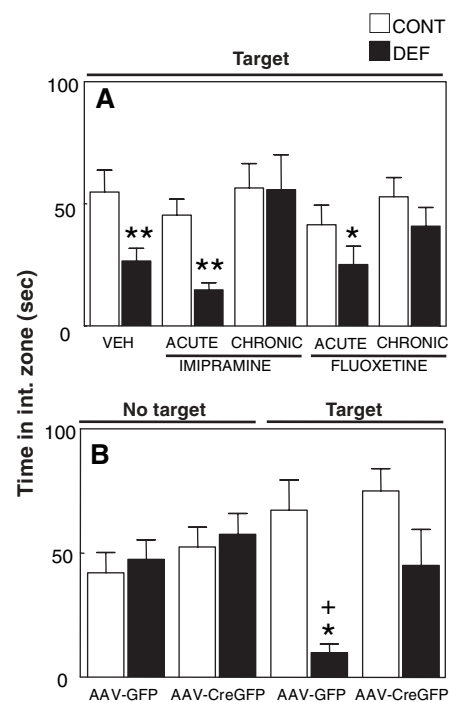 CONT
DEF
Target
100
A
50
**
**
*
0
VEH ACUTE CHRONIC ACUTE CHRONIC
IMIPRAMINE FLUOXETINE
Time in int. zone (sec)
No target Target
100
B
50
+
*
0
AAV-GFP AAV-CreGFP AAV-GFP AAV-CreGFP